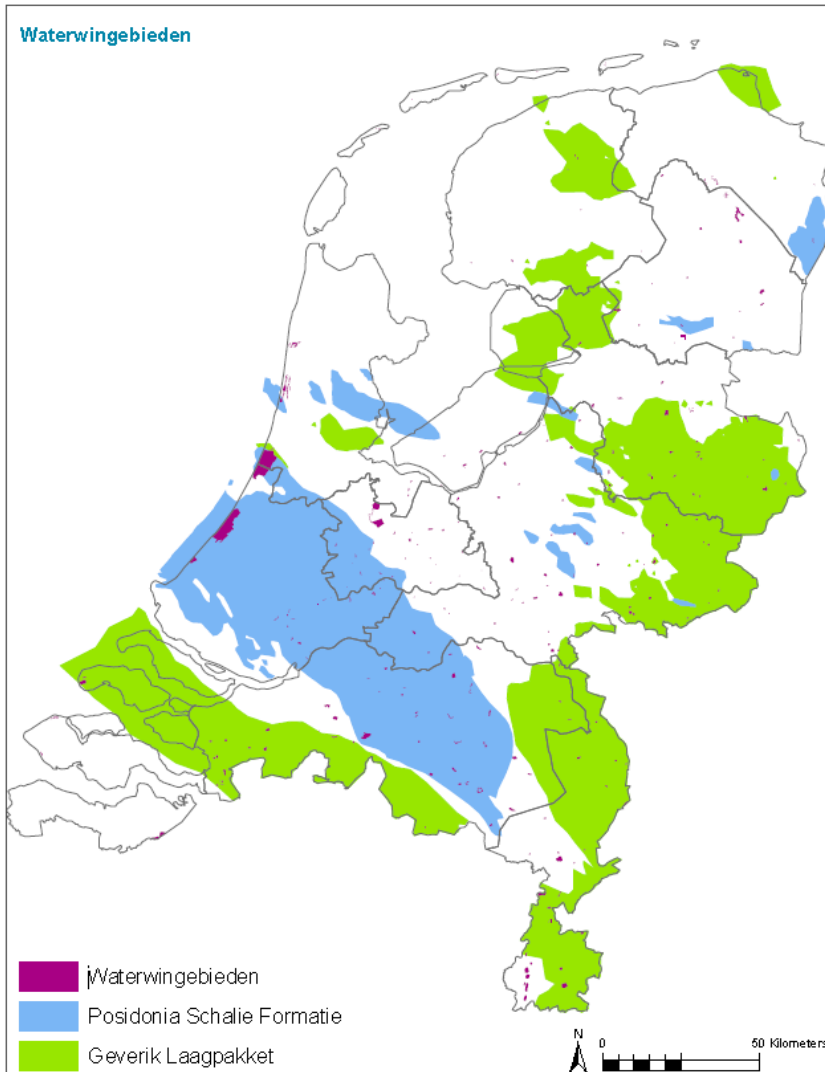 Waterwingebieden
Waterwingebieden
Posidonia Schalie Formatie
Geverik Laagpakket
N
0 50 Kilometers